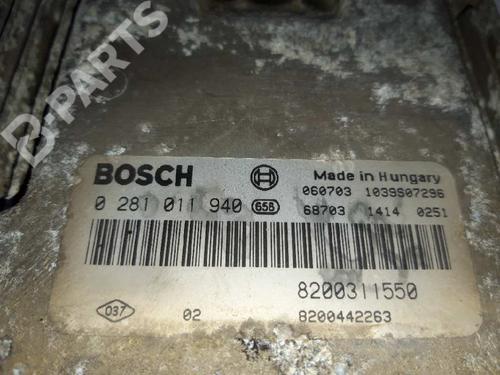 B-PARTS
BOSCH
Made in Hungary
060703 1039S07296
0 281 011 940 658
68703 1414 0251
8200311550
037 02 8200442263